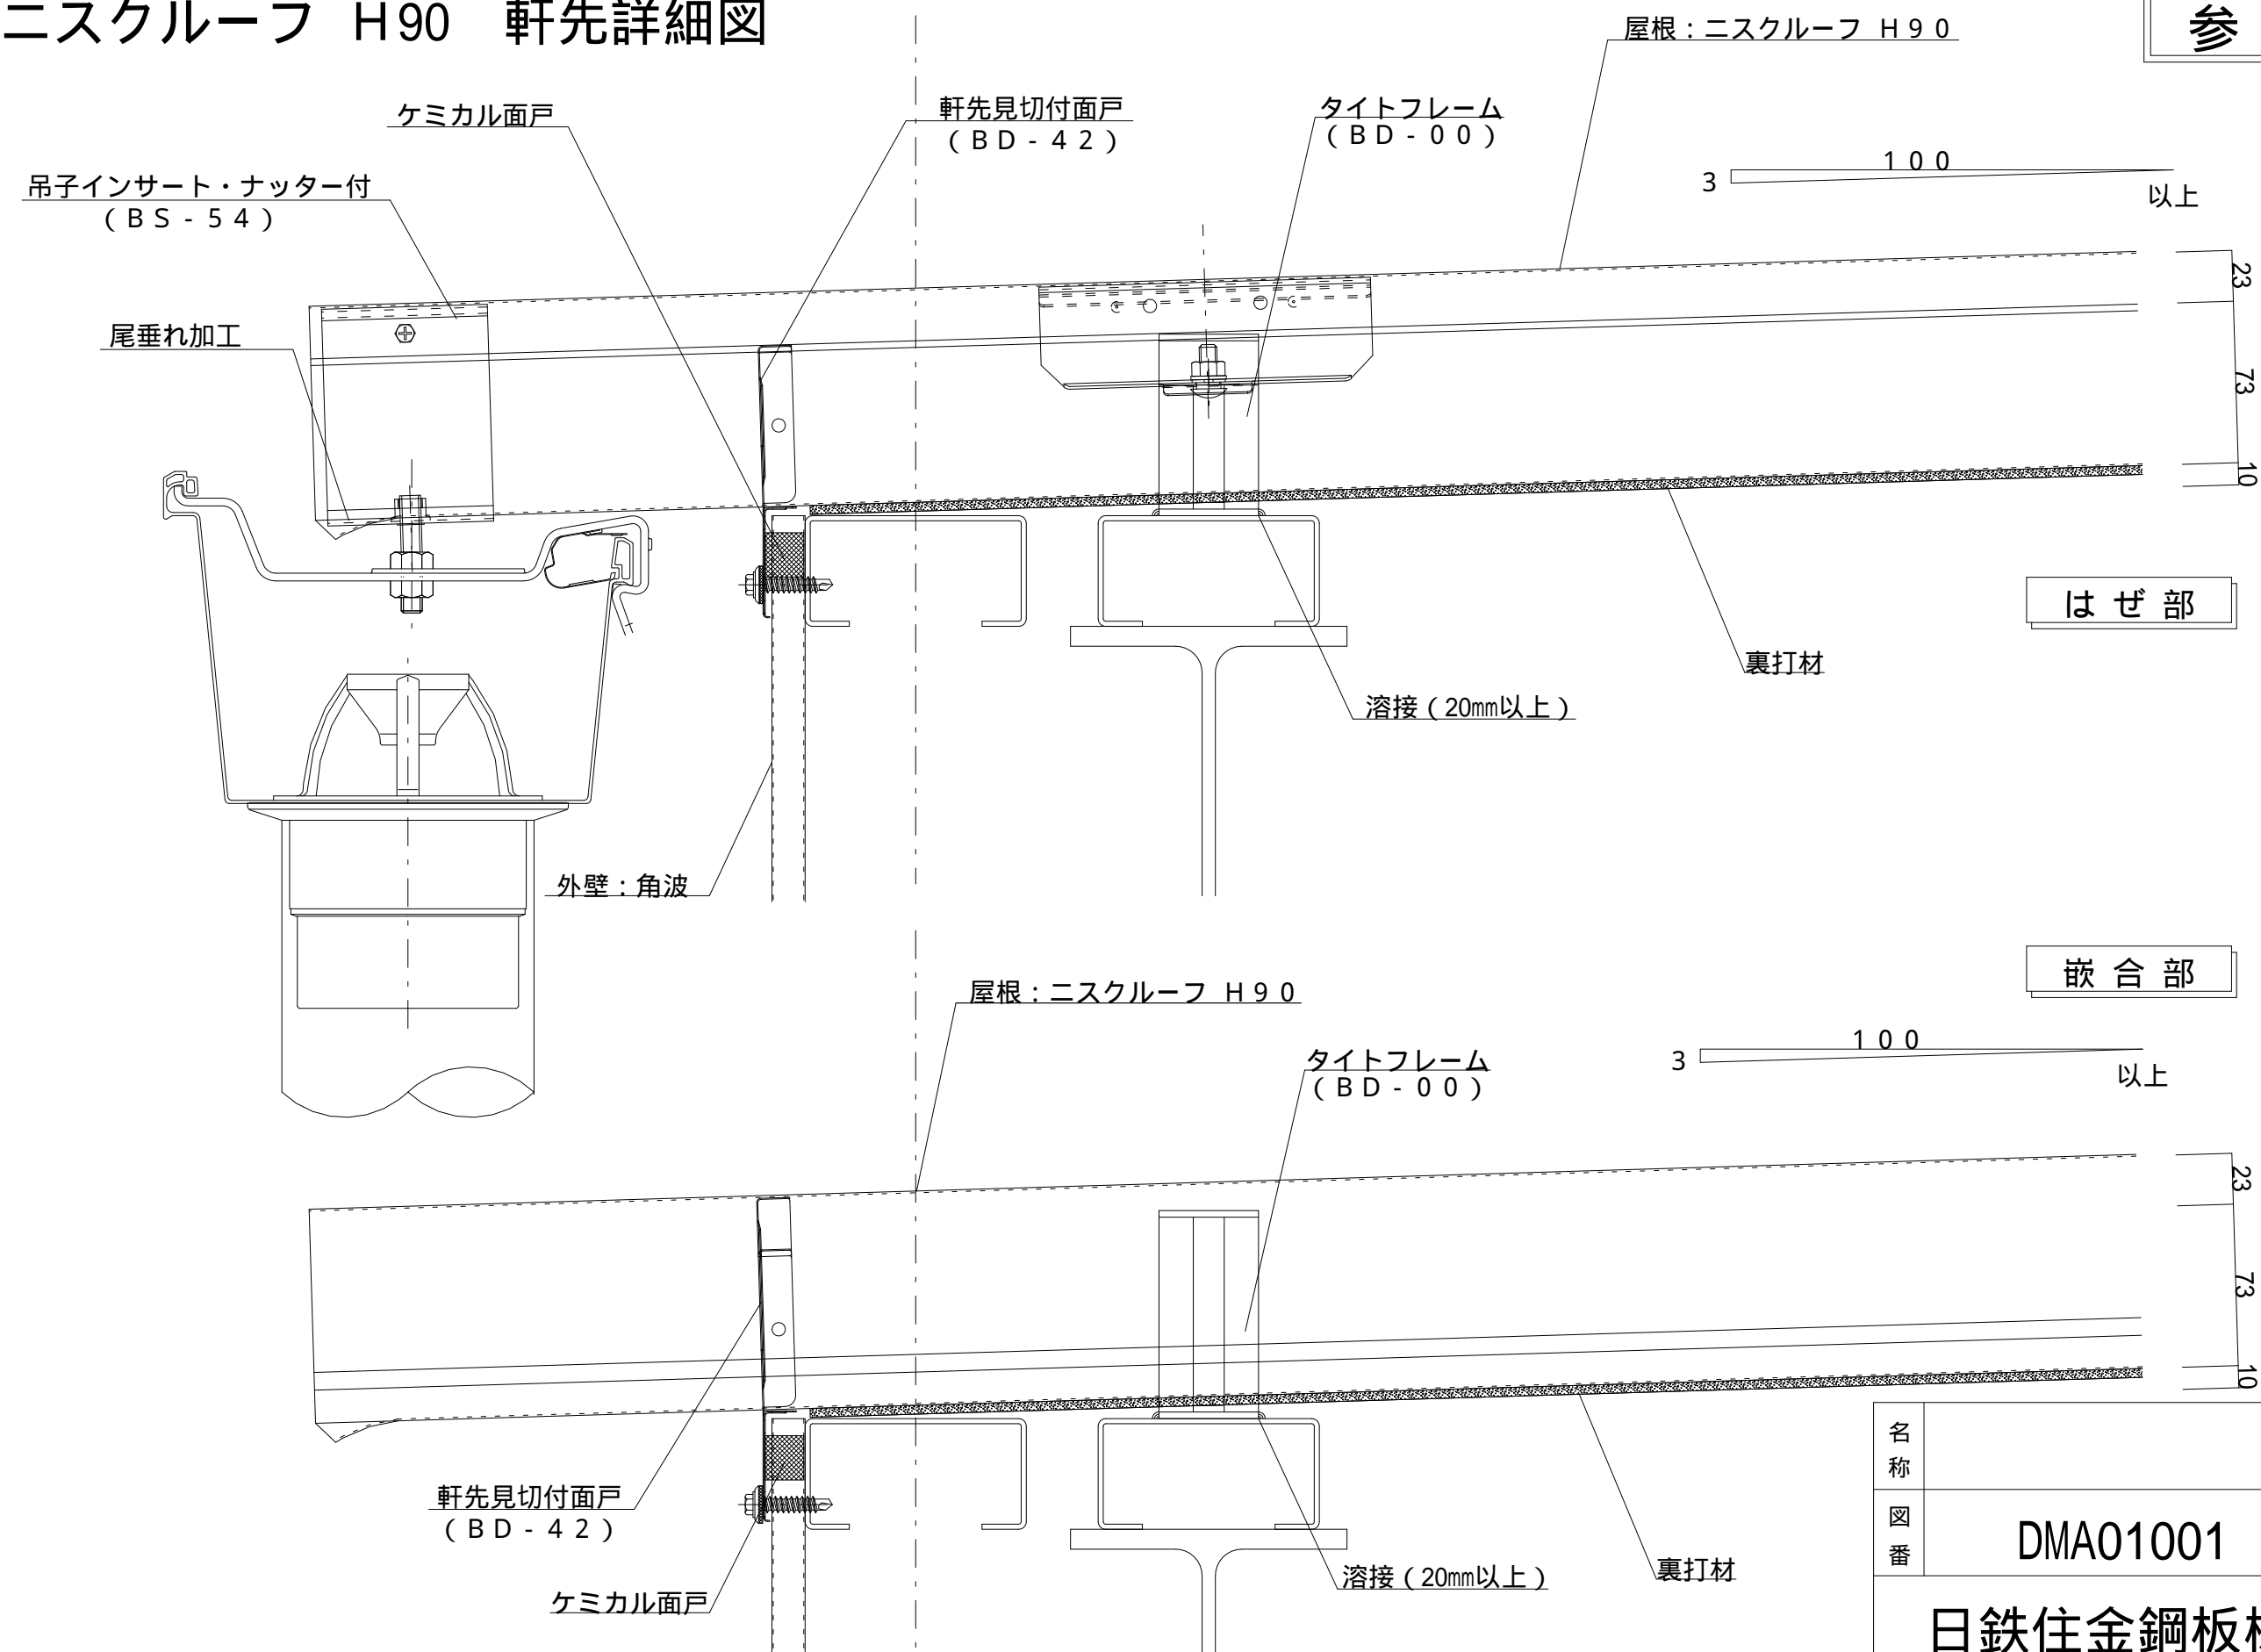 ニスクルーフ H90 軒先詳細図
参
屋根：ニスクルーフ H90
ケミカル面戸
軒先見切付面戸
（BD-42）
タイトフレーム
（BD-00）
100
3
以上
吊子インサート・ナッター付
（BS-54）
尾垂れ加工
23
73
10
はぜ部
裏打材
溶接（20mm以上）
外壁：角波
嵌合部
屋根：ニスクルーフ H90
タイトフレーム
（BD-00）
100
3
以上
23
73
10
軒先見切付面戸
（BD-42）
ケミカル面戸
溶接（20mm以上）
裏打材
名称
図番
DMA01001
日鉄住金鋼板